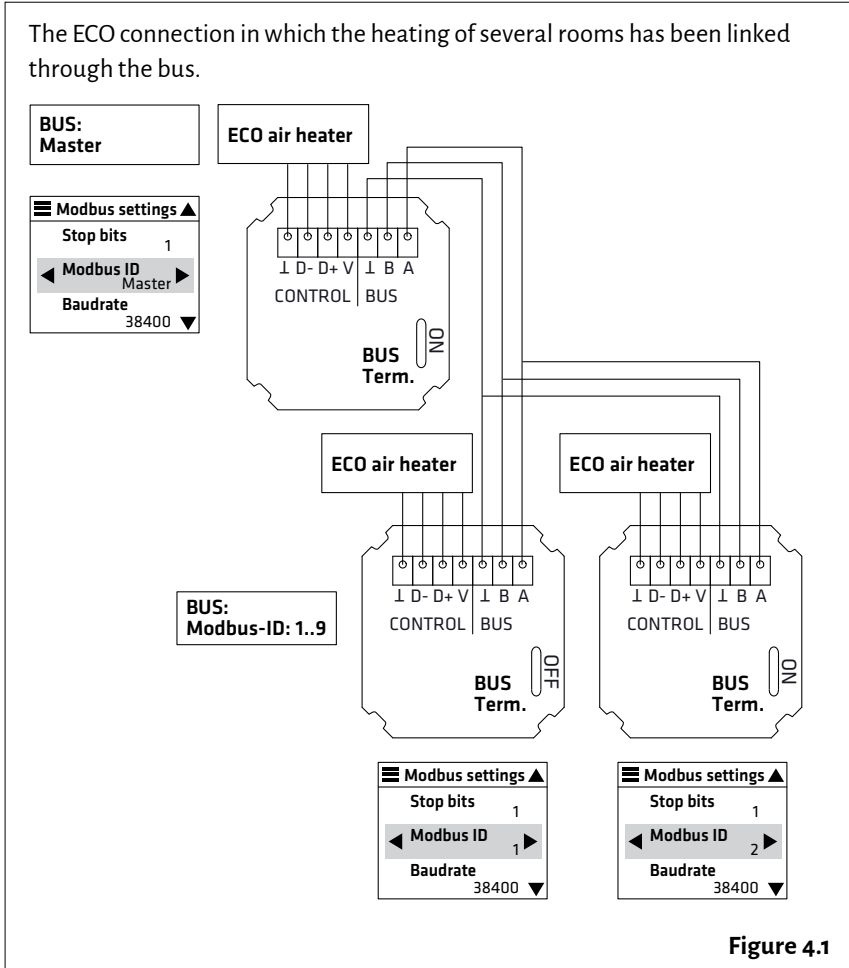 The ECO connection in which the heating of several rooms has been linked
through the bus.
BUS:
Master
ECO air heater
Modbus settings
Stop bits
1
Modbus ID
Master
Baudrate
38400
⊥ D- D+ V ⊥ B A
CONTROL BUS
BUS
Term.
ON
ECO air heater
ECO air heater
BUS:
Modbus-ID: 1..9
⊥ D- D+ V ⊥ B A
CONTROL BUS
BUS
Term.
OFF
⊥ D- D+ V ⊥ B A
CONTROL BUS
BUS
Term.
ON
Modbus settings
Stop bits
1
Modbus ID
1
Baudrate
38400
Modbus settings
Stop bits
1
Modbus ID
2
Baudrate
38400
Figure 4.1